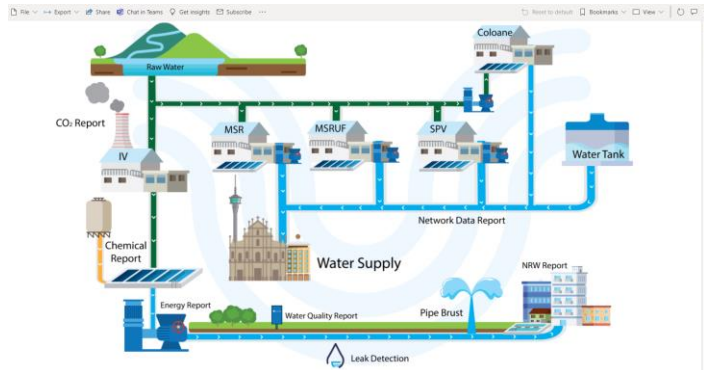 File Export Share Chat in Teams Get insights Subscribe Reset to default Bookmarks View
Coloane
Raw Water
CO₂ Report
MSR
MSRUF
SPV
IV
Water Tank
Network Data Report
Chemical
Report
Water Supply
NRW Report
Energy Report
Water Quality Report
Pipe Brust
Leak Detection